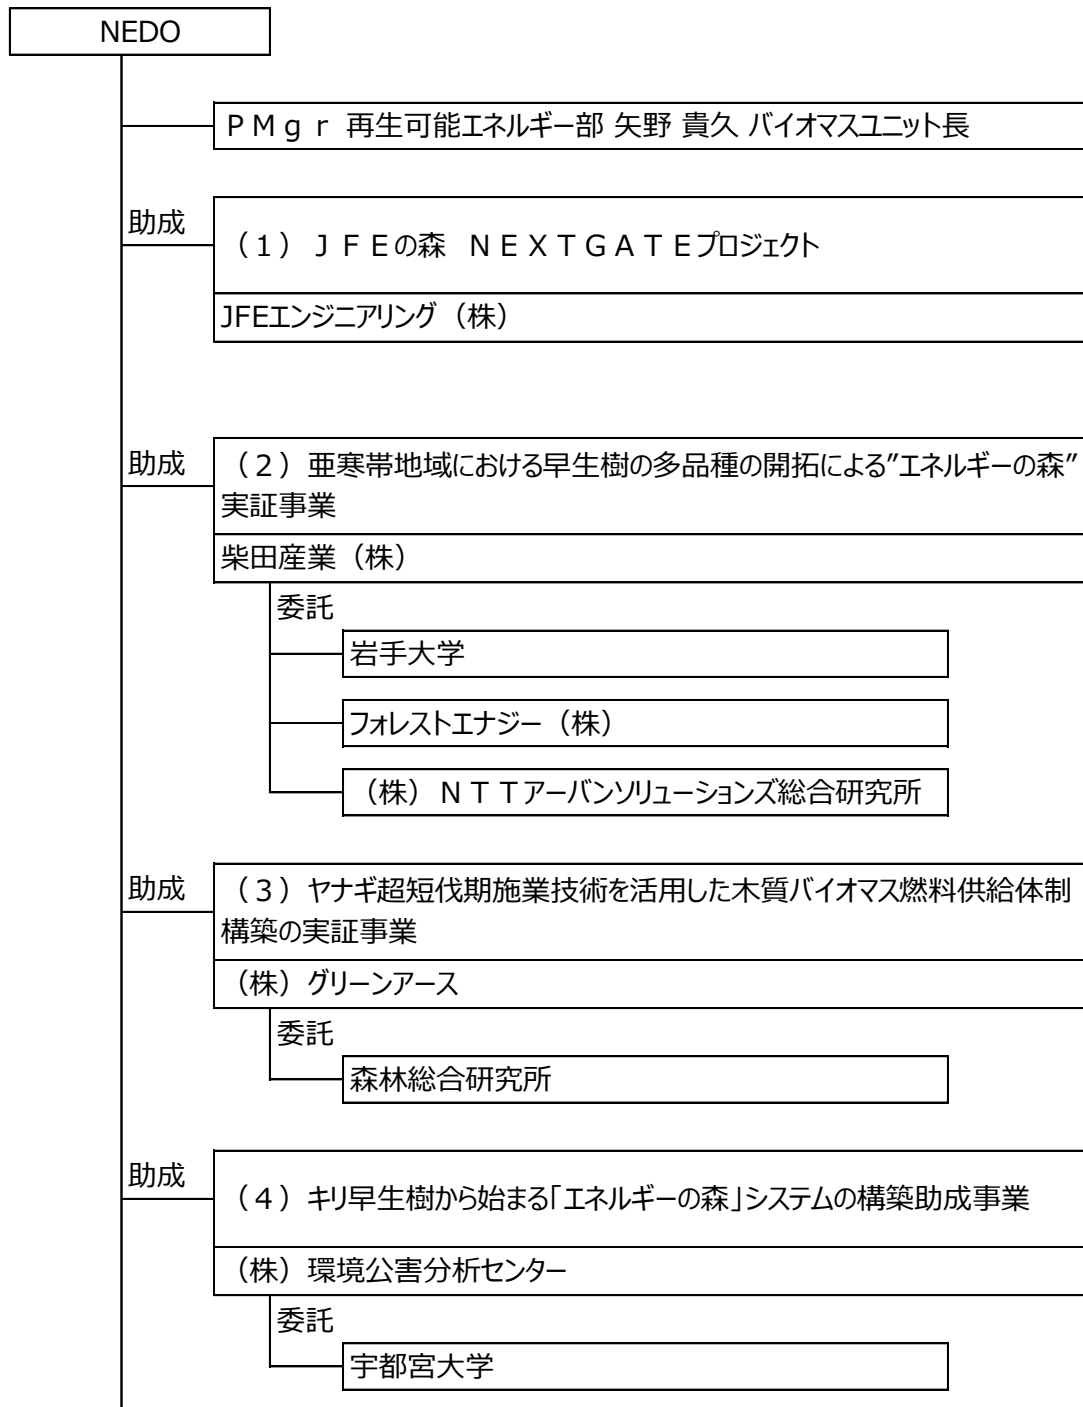 NEDO
ＰＭｇｒ 再生可能エネルギー部 矢野 貴久 バイオマスユニット長
助成
（１）ＪＦＥの森　ＮＥＸＴＧＡＴＥプロジェクト
JFEエンジニアリング（株）
助成
（２）亜寒帯地域における早生樹の多品種の開拓による”エネルギーの森”
実証事業
柴田産業（株）
委託
岩手大学
フォレストエナジー（株）
（株）ＮＴＴアーバンソリューションズ総合研究所
助成
（３）ヤナギ超短伐期施業技術を活用した木質バイオマス燃料供給体制
構築の実証事業
（株）グリーンアース
委託
森林総合研究所
助成
（４）キリ早生樹から始まる「エネルギーの森」システムの構築助成事業
（株）環境公害分析センター
委託
宇都宮大学